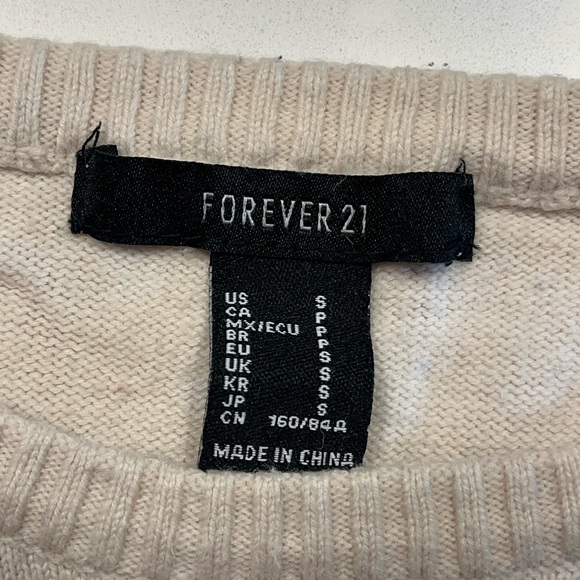 FOREVER 21
US S
CA P
MX/ECU P
BR P
EU S
UK S
KR S
JP S
CN 160/84A
MADE IN CHINA